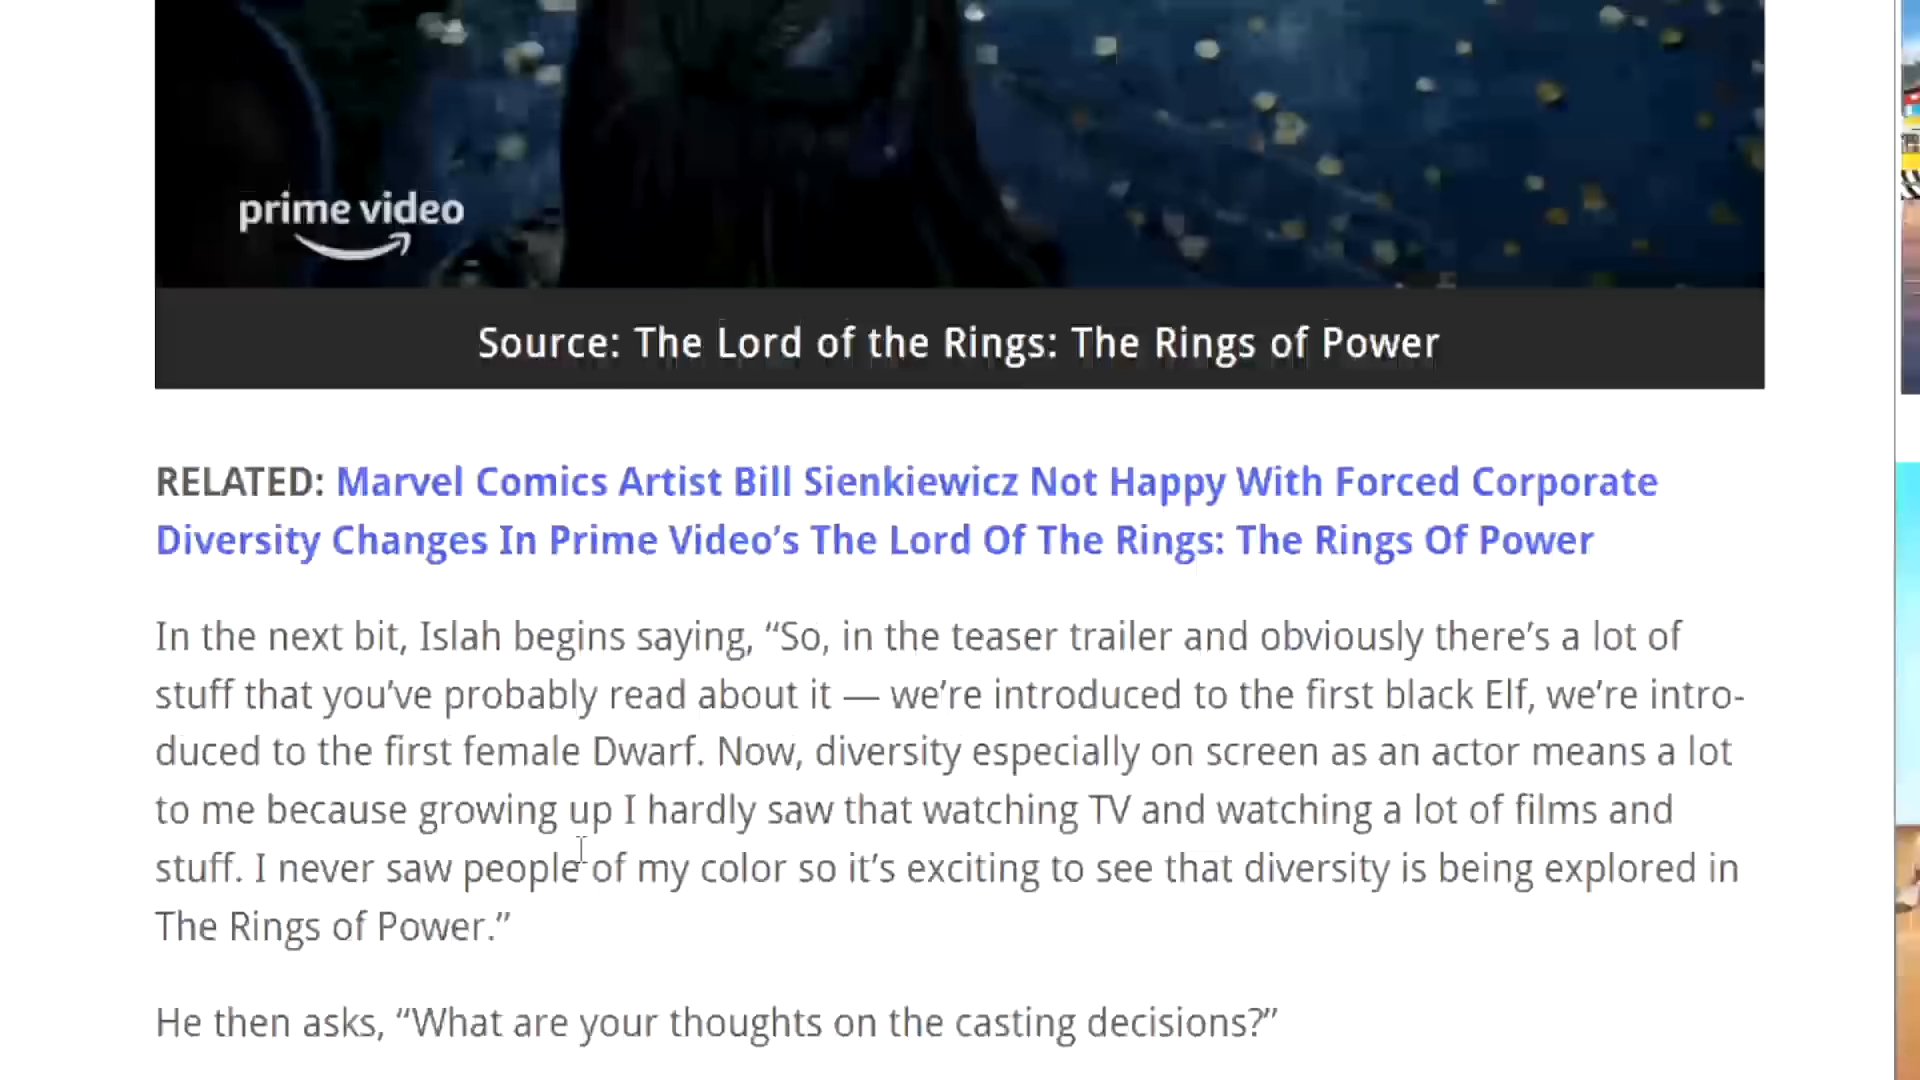 prime video
Source: The Lord of the Rings: The Rings of Power
RELATED: Marvel Comics Artist Bill Sienkiewicz Not Happy With Forced Corporate
Diversity Changes In Prime Video’s The Lord Of The Rings: The Rings Of Power
In the next bit, Islah begins saying, “So, in the teaser trailer and obviously there’s a lot of
stuff that you’ve probably read about it — we’re introduced to the first black Elf, we’re intro-
duced to the first female Dwarf. Now, diversity especially on screen as an actor means a lot
to me because growing up I hardly saw that watching TV and watching a lot of films and
stuff. I never saw people of my color so it’s exciting to see that diversity is being explored in
The Rings of Power.”
He then asks, “What are your thoughts on the casting decisions?”